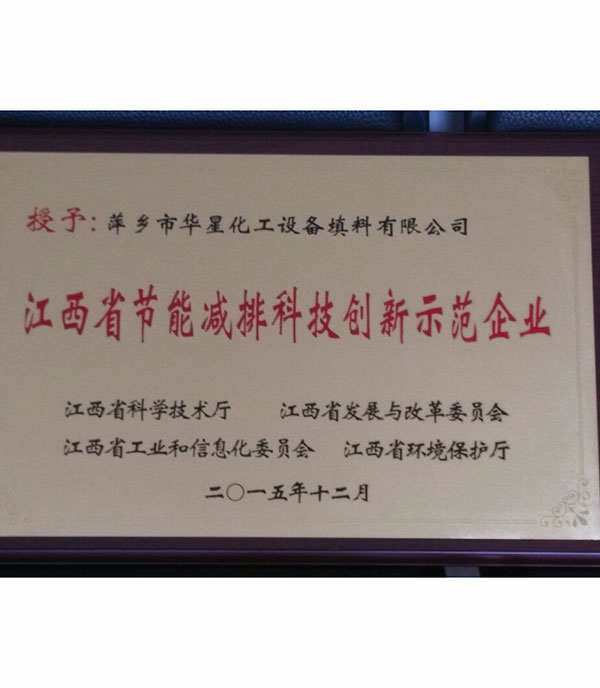 授予：萍乡市华星化工设备填料有限公司
江西省节能减排科技创新示范企业
江西省科学技术厅 江西省发展与改革委员会
江西省工业和信息化委员会 江西省环境保护厅
二〇一五年十二月